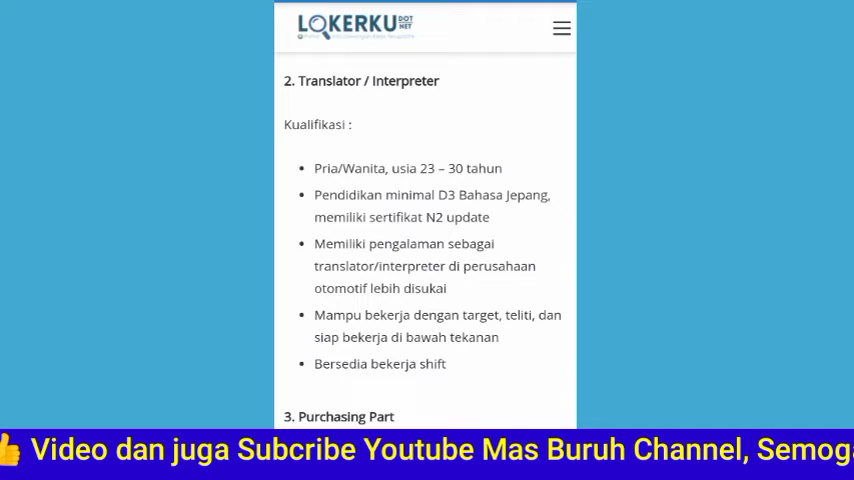 LOKERKU DOT NET
2. Translator / Interpreter
Kualifikasi :
• Pria/Wanita, usia 23 – 30 tahun
• Pendidikan minimal D3 Bahasa Jepang,
memiliki sertifikat N2 update
• Memiliki pengalaman sebagai
translator/interpreter di perusahaan
otomotif lebih disukai
• Mampu bekerja dengan target, teliti, dan
siap bekerja di bawah tekanan
• Bersedia bekerja shift
3. Purchasing Part
👍 Video dan juga Subcribe Youtube Mas Buruh Channel, Semoga